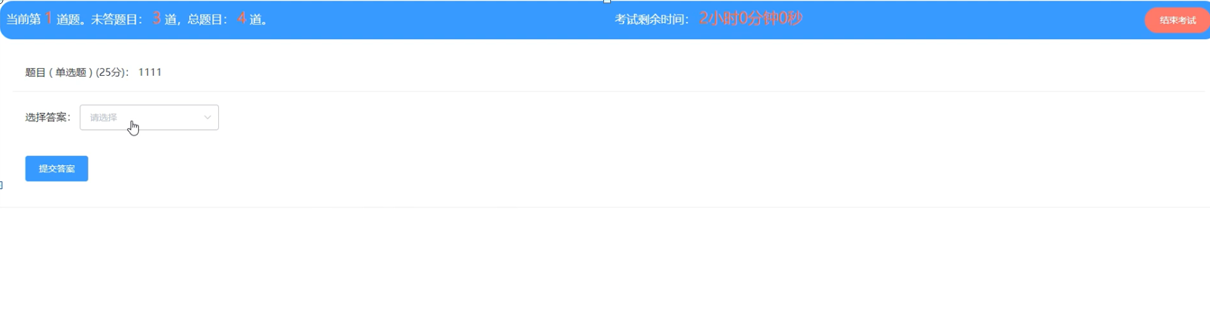 当前第 1 道题。未答题目： 3 道，总题目： 4 道。 考试剩余时间： 2小时0分钟0秒 结束考试
题目 ( 单选题 ) (25分)： 1111
选择答案： 请选择
提交答案